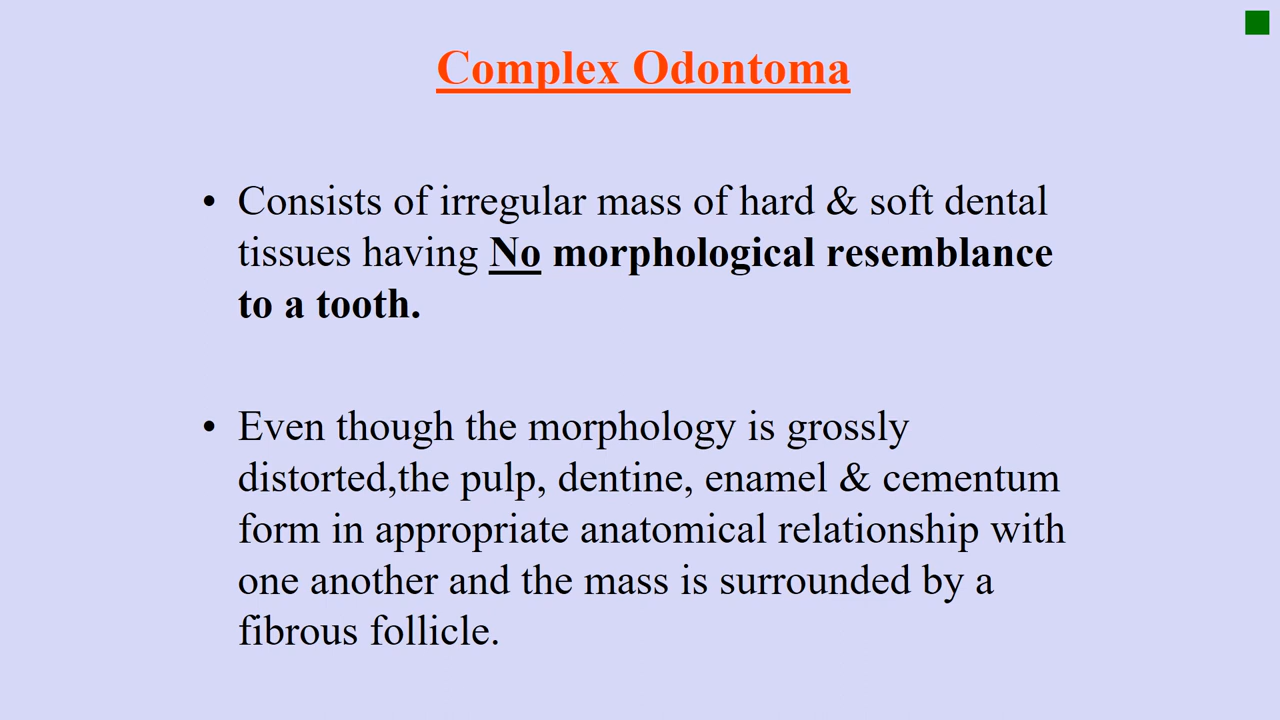 Complex Odontoma
• Consists of irregular mass of hard & soft dental
tissues having No morphological resemblance
to a tooth.
• Even though the morphology is grossly
distorted,the pulp, dentine, enamel & cementum
form in appropriate anatomical relationship with
one another and the mass is surrounded by a
fibrous follicle.